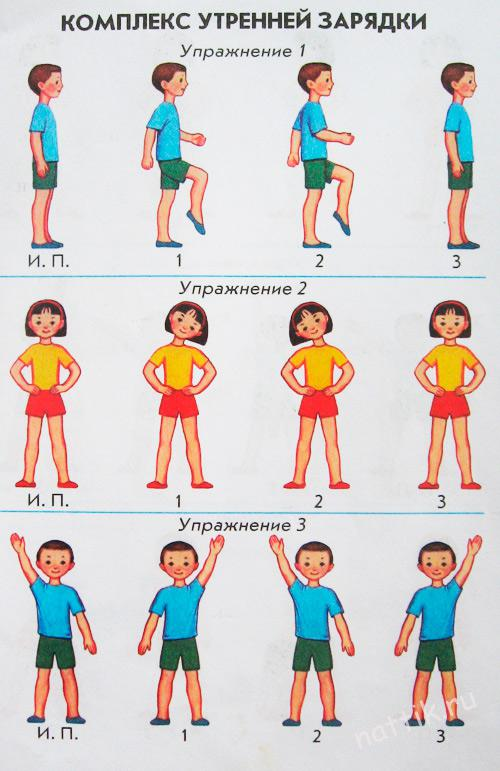 КОМПЛЕКС УТРЕННЕЙ ЗАРЯДКИ
Упражнение 1
И. П. 1 2 3
Упражнение 2
И. П. 1 2 3
Упражнение 3
И. П. 1 2 3
nattik.ru